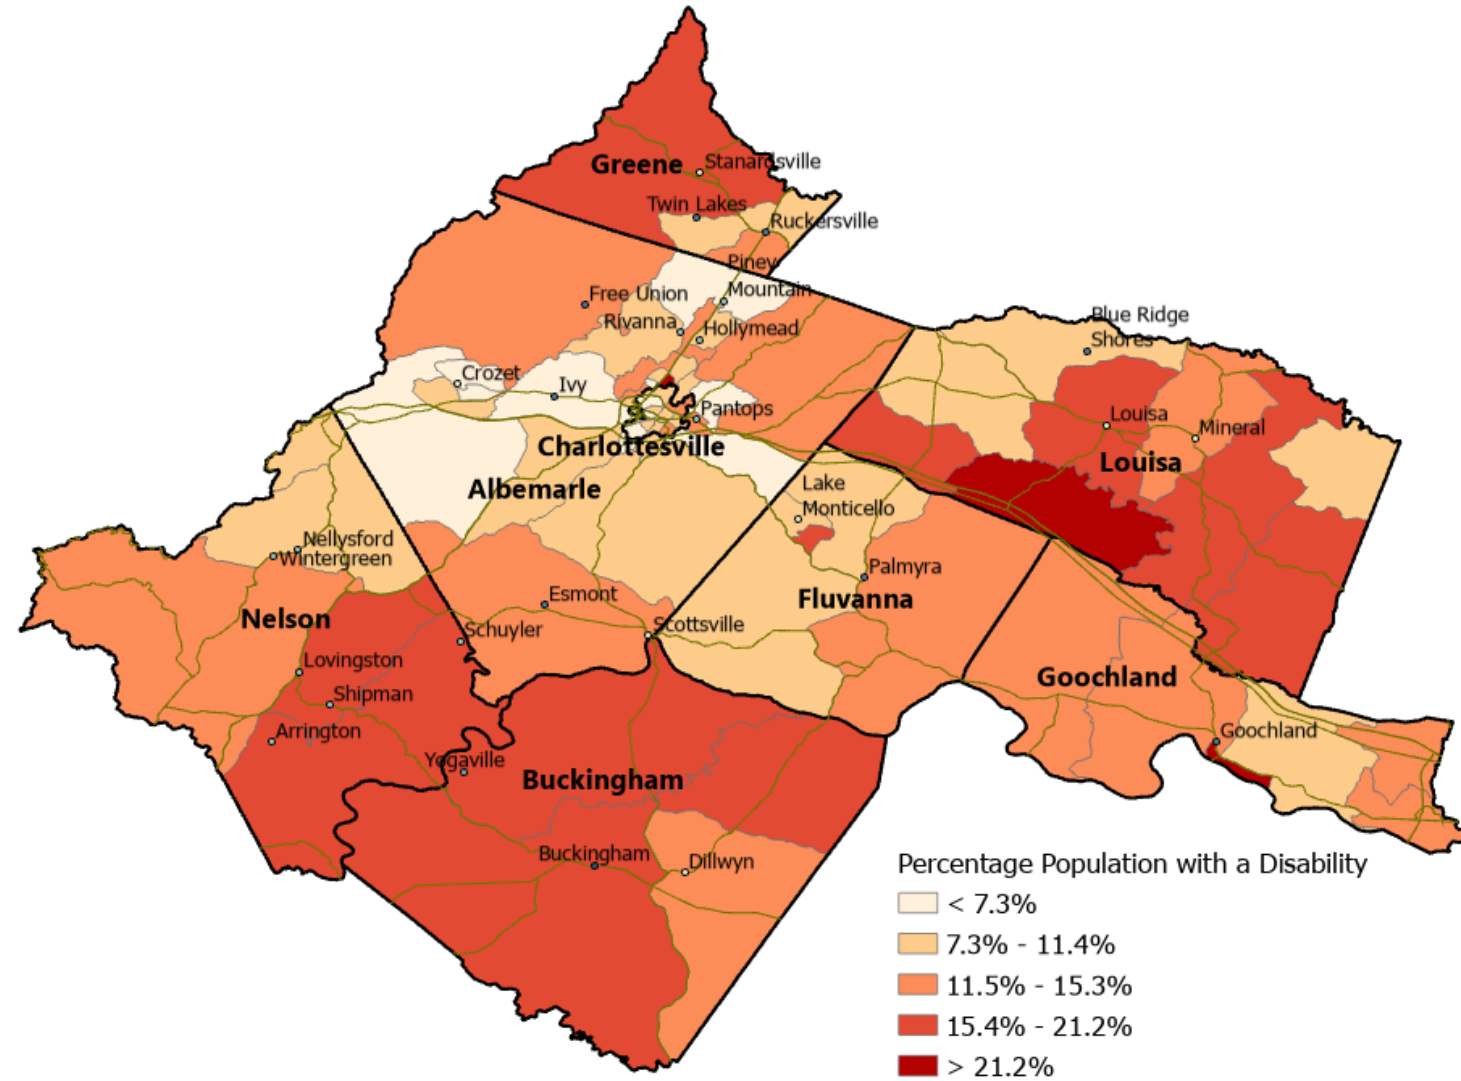 Greene
Stanardsville
Twin Lakes
Ruckersville
Piney
Mountain
Free Union
Rivanna
Hollymead
Blue Ridge
Shores
Crozet
Ivy
Pantops
Louisa
Mineral
Charlottesville
Louisa
Albemarle
Lake
Monticello
Nellysford
Wintergreen
Palmyra
Esmont
Fluvanna
Nelson
Schuyler
Scottsville
Lovingston
Goochland
Shipman
Arrington
Goochland
Yogaville
Buckingham
Buckingham
Dillwyn
Percentage Population with a Disability
< 7.3%
7.3% - 11.4%
11.5% - 15.3%
15.4% - 21.2%
> 21.2%